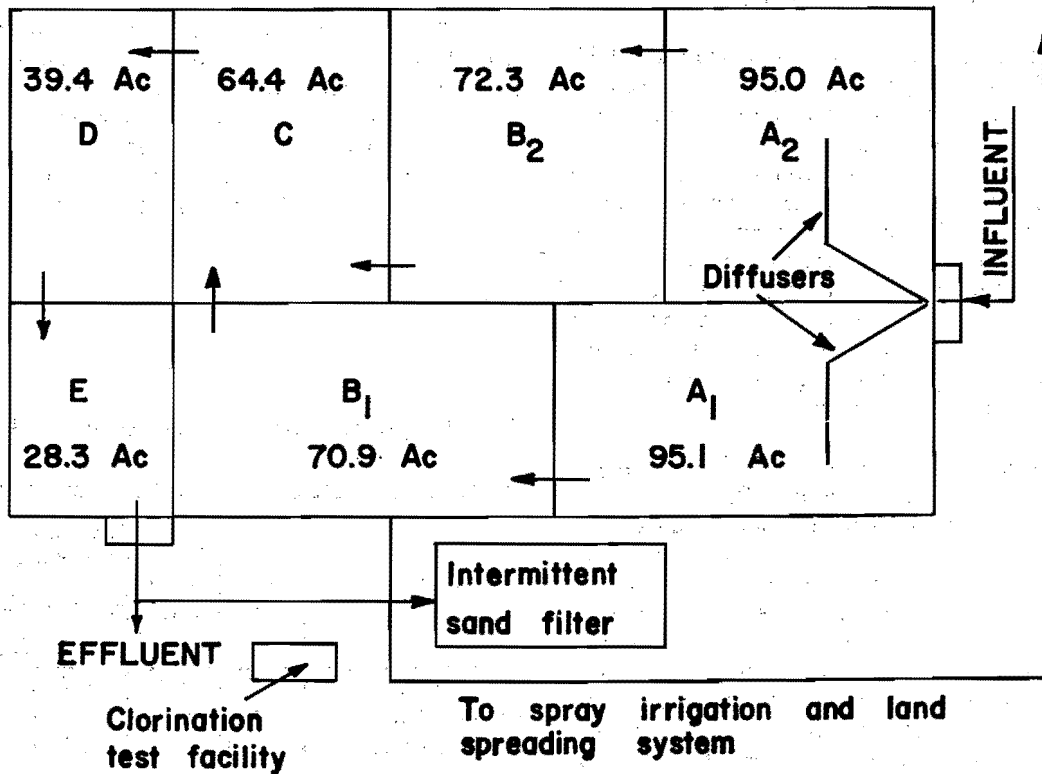 39.4 Ac
D
64.4 Ac
C
72.3 Ac
B2
95.0 Ac
A2
INFLUENT
Diffusers
E
28.3 Ac
B1
70.9 Ac
A1
95.1 Ac
Intermittent
sand filter
EFFLUENT
Clorination
test facility
To spray irrigation and land
spreading system